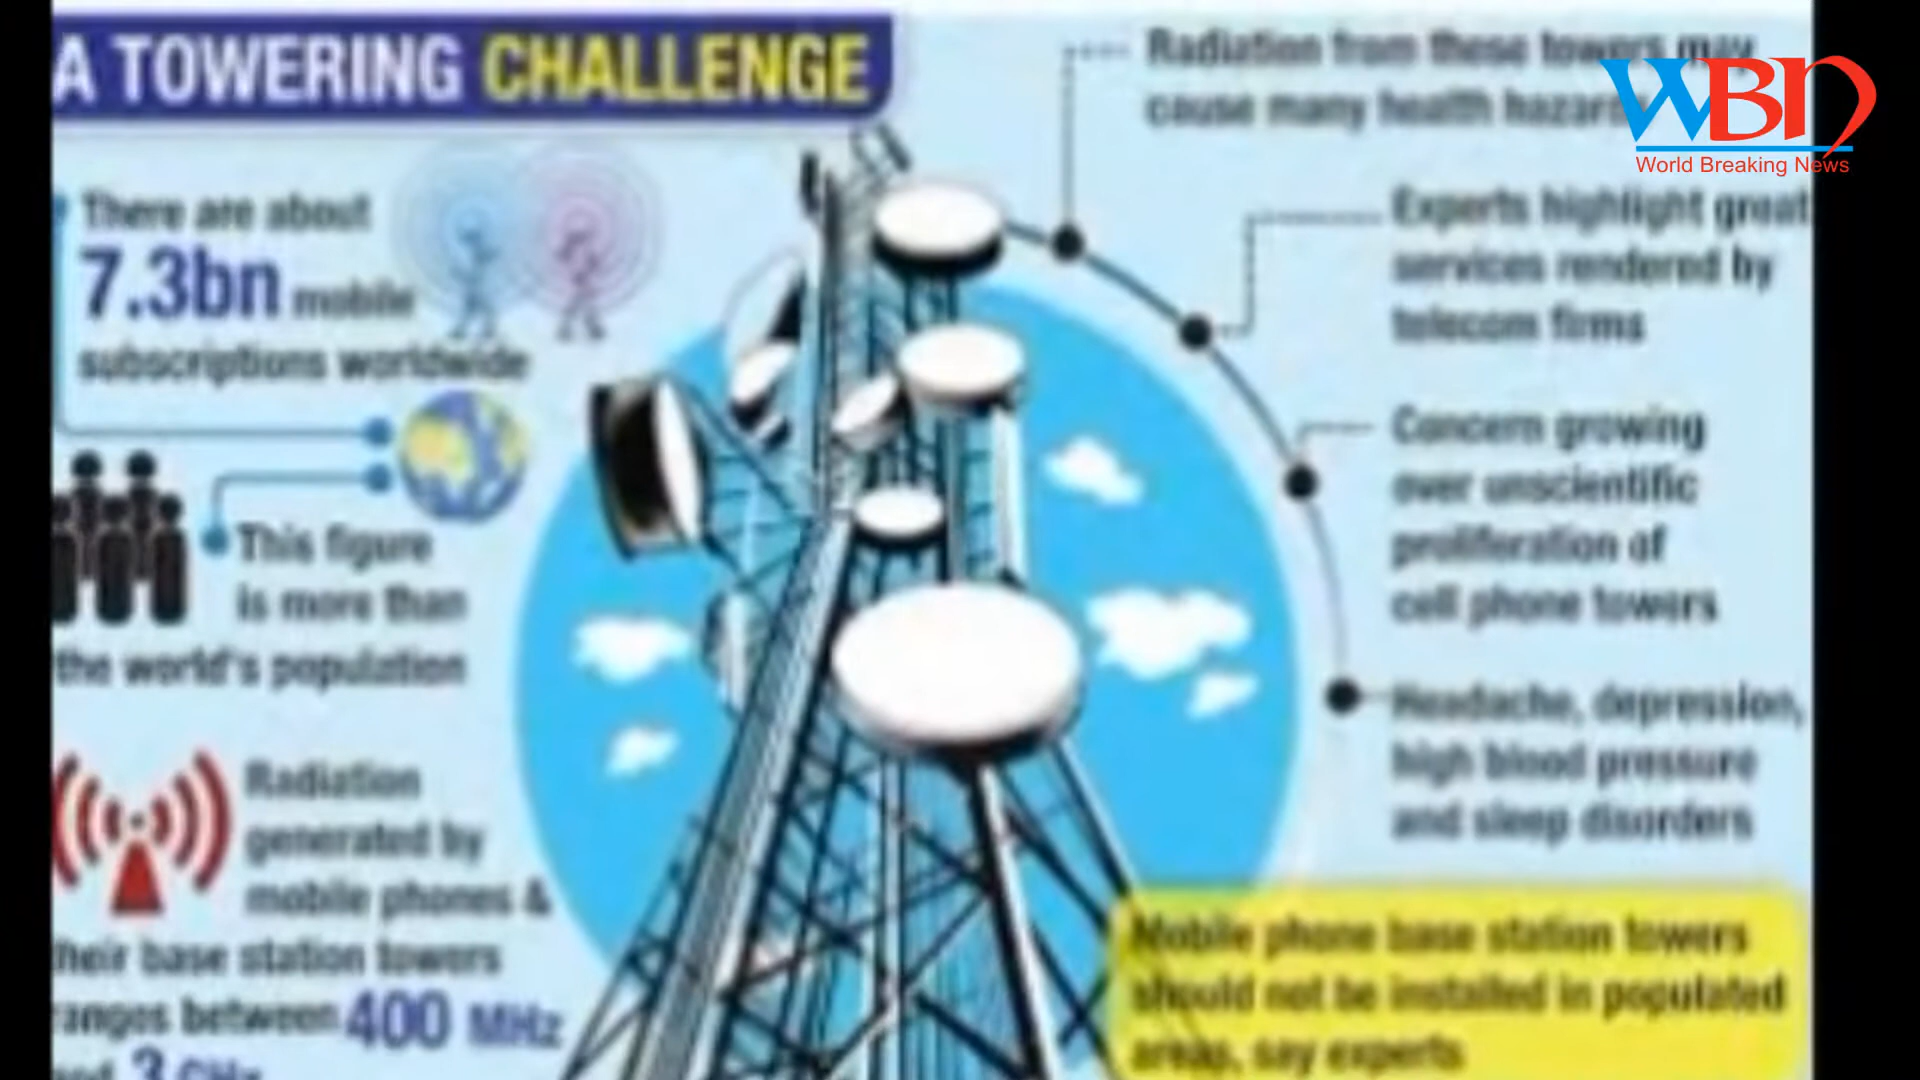 A TOWERING CHALLENGE
There are about
7.3bn mobile
subscriptions worldwide
This figure
is more than
the world's population
Radiation
generated by
mobile phones &
their base station towers
ranges between 400 MHz
and 3 GHz
Radiation from these towers may
cause many health hazards
WBN
World Breaking News
Experts highlight great
services rendered by
telecom firms
Concern growing
over unscientific
proliferation of
cell phone towers
Headache, depression,
high blood pressure
and sleep disorders
Mobile phone base station towers
should not be installed in populated
areas, say experts